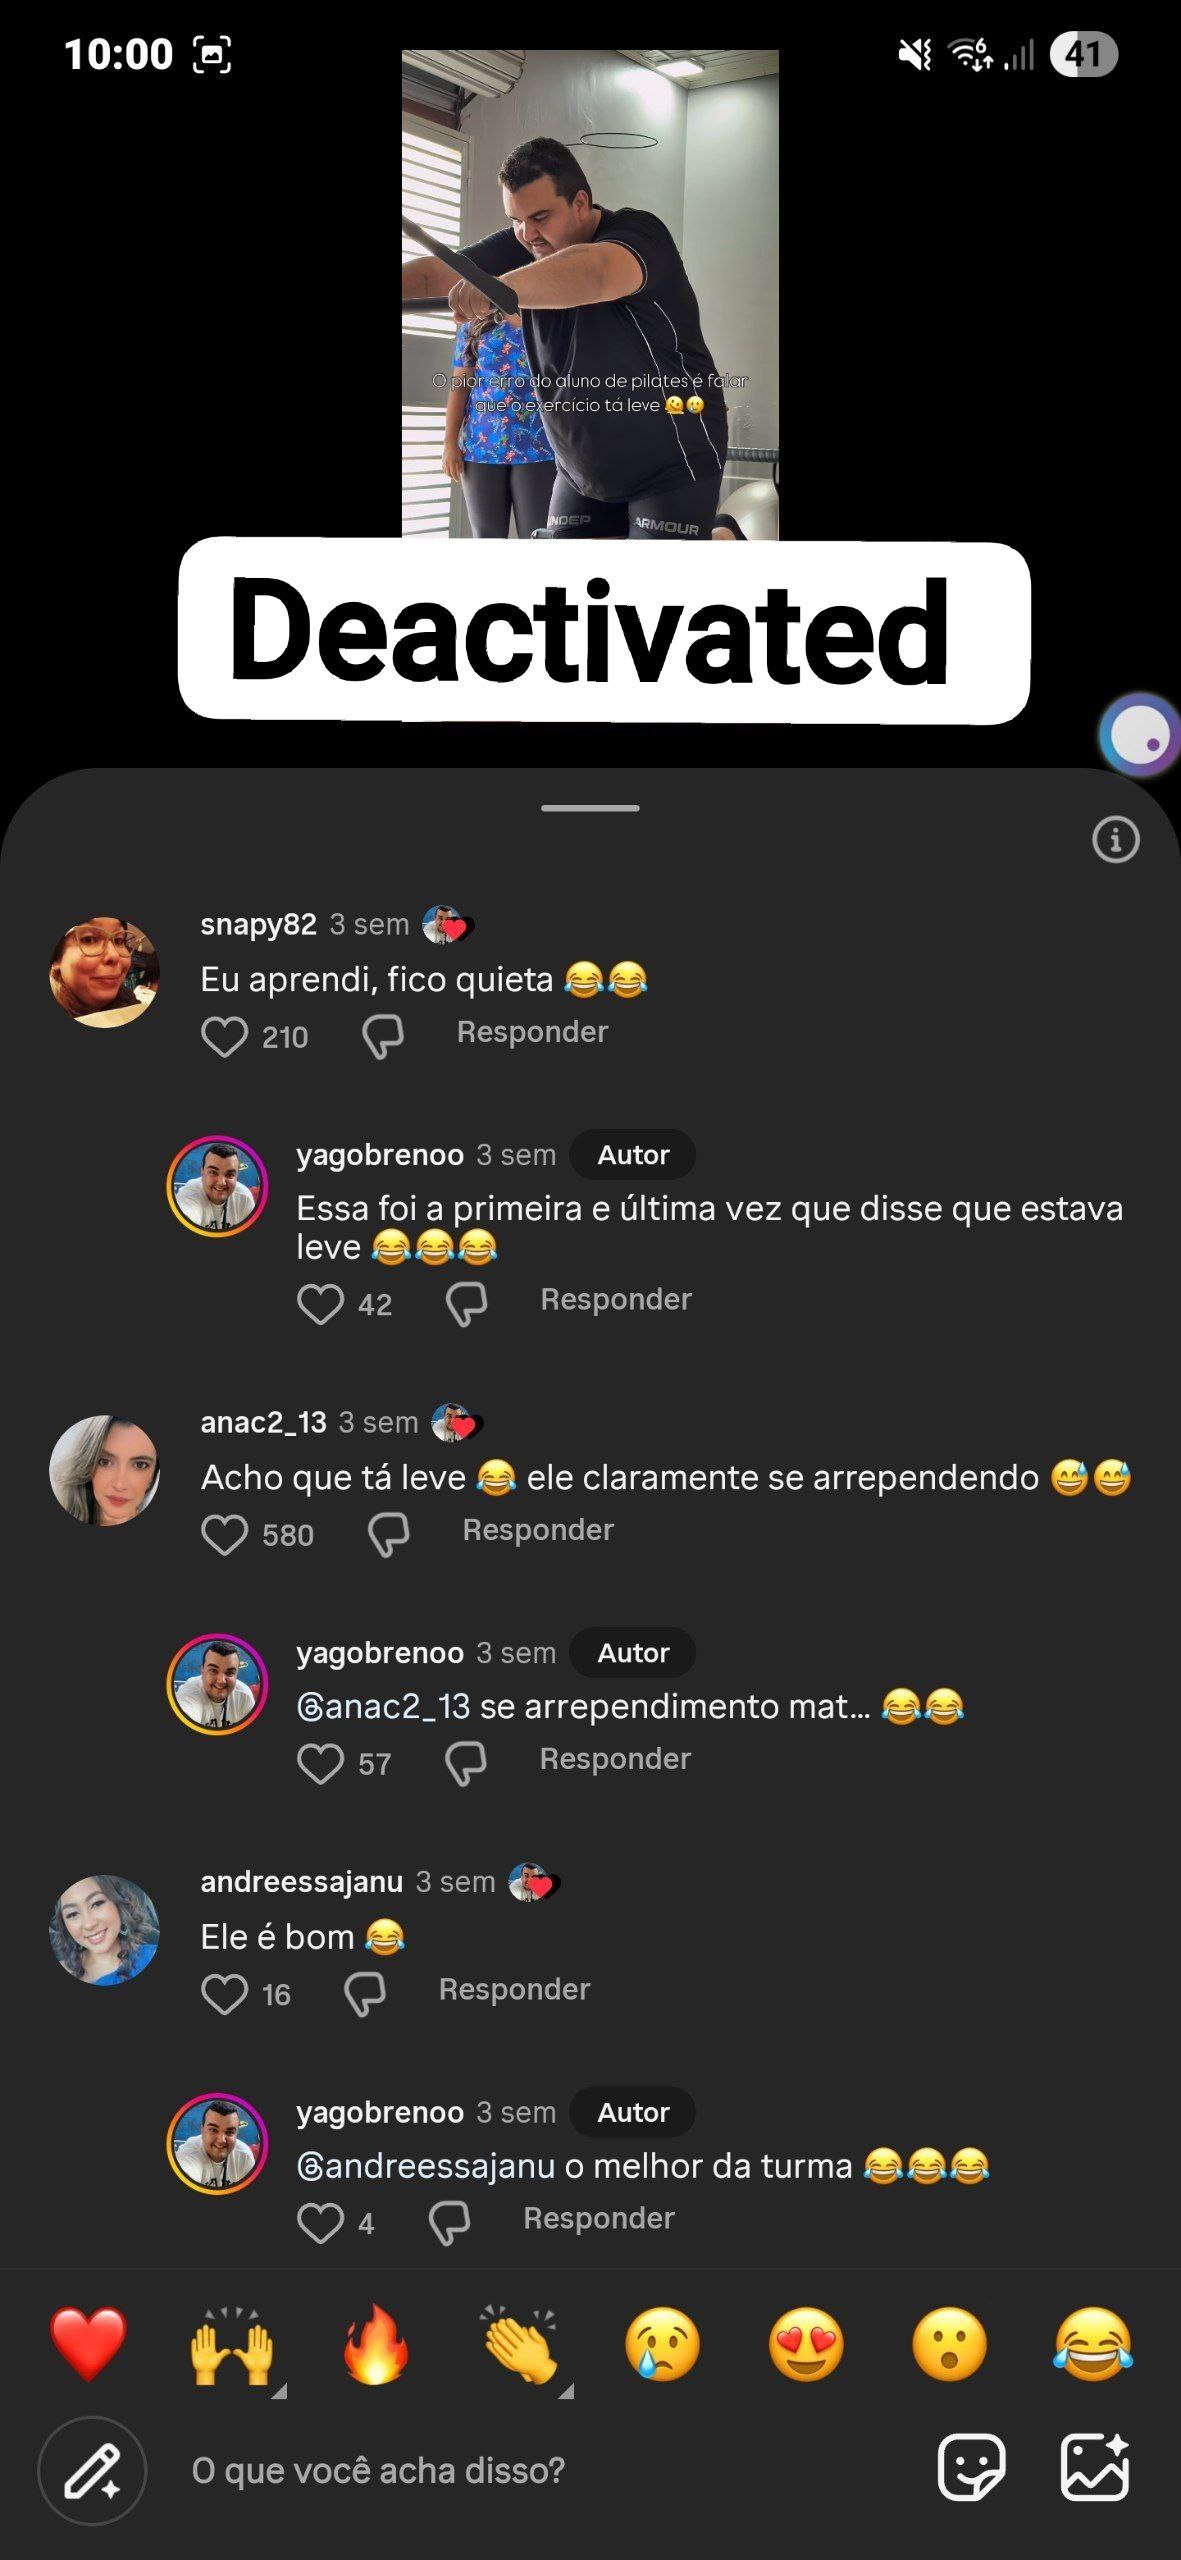 10:00
6
41
O pior erro do aluno de pilates é falar
que o exercício tá leve 🫠🥲
UNDER ARMOUR
Deactivated
snapy82 3 sem
Eu aprendi, fico quieta 😂😂
210 Responder
yagobrenoo 3 sem Autor
Essa foi a primeira e última vez que disse que estava
leve 😂😂😂
42 Responder
anac2_13 3 sem
Acho que tá leve 😂 ele claramente se arrependendo 😅😅
580 Responder
yagobrenoo 3 sem Autor
@anac2_13 se arrependimento mat... 😂😂
57 Responder
andreessajanu 3 sem
Ele é bom 😂
16 Responder
yagobrenoo 3 sem Autor
@andreessajanu o melhor da turma 😂😂😂
4 Responder
❤️🙌🔥👏😢😍😮😂
O que você acha disso?